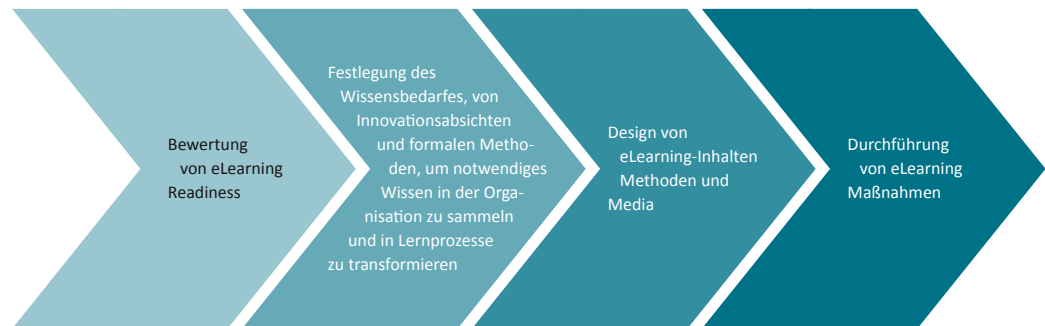 Bewertung
von eLearning
Readiness
Festlegung des
Wissensbedarfes, von
Innovationsabsichten
und formalen Metho-
den, um notwendiges
Wissen in der Orga-
nisation zu sammeln
und in Lernprozesse
zu transformieren
Design von
eLearning-Inhalten
Methoden und
Media
Durchführung
von eLearning
Maßnahmen